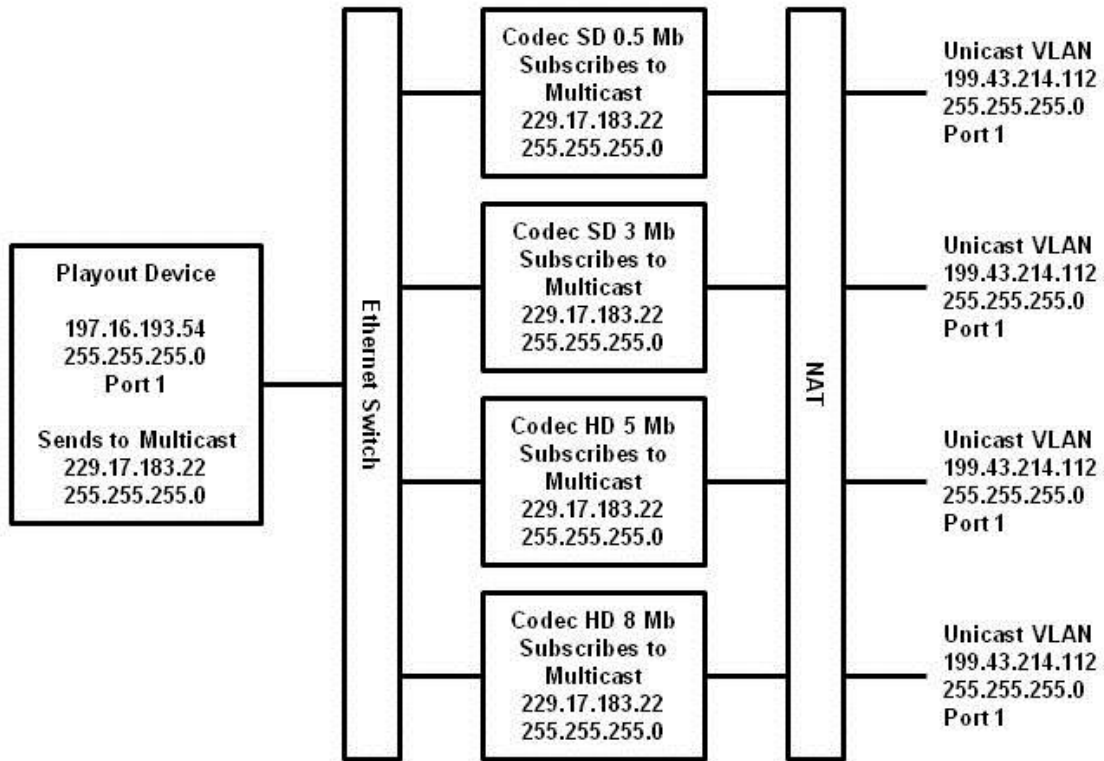 Playout Device
197.16.193.54
255.255.255.0
Port 1
Sends to Multicast
229.17.183.22
255.255.255.0
Ethernet Switch
Codec SD 0.5 Mb
Subscribes to
Multicast
229.17.183.22
255.255.255.0
Codec SD 3 Mb
Subscribes to
Multicast
229.17.183.22
255.255.255.0
Codec HD 5 Mb
Subscribes to
Multicast
229.17.183.22
255.255.255.0
Codec HD 8 Mb
Subscribes to
Multicast
229.17.183.22
255.255.255.0
NAT
Unicast VLAN
199.43.214.112
255.255.255.0
Port 1
Unicast VLAN
199.43.214.112
255.255.255.0
Port 1
Unicast VLAN
199.43.214.112
255.255.255.0
Port 1
Unicast VLAN
199.43.214.112
255.255.255.0
Port 1